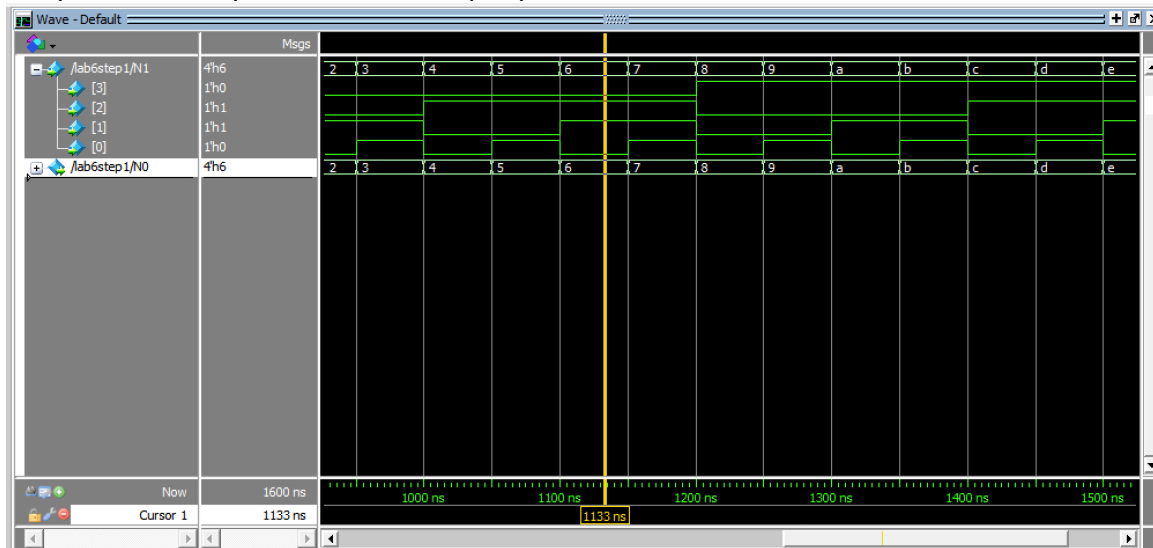 Wave - Default
Msgs
/lab6step1/N1 4'h6 2 3 4 5 6 7 8 9 a b c d e
[3] 1'h0
[2] 1'h1
[1] 1'h1
[0] 1'h0
/lab6step1/N0 4'h6 2 3 4 5 6 7 8 9 a b c d e
Now 1600 ns 1000 ns 1100 ns 1200 ns 1300 ns 1400 ns 1500 ns
Cursor 1 1133 ns 1133 ns